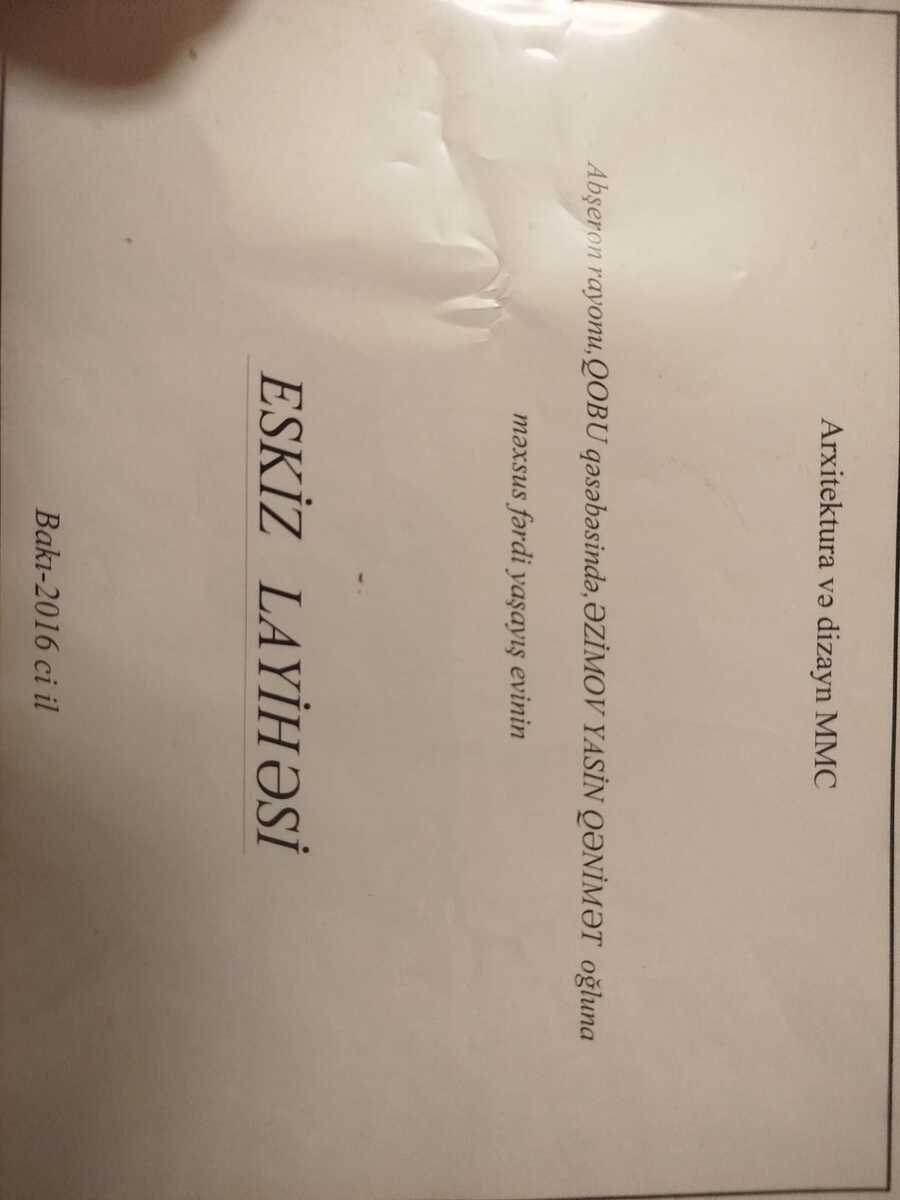 Arxitektura və dizayn MMC
Abşeron rayonu,QOBU qəsəbəsində,ƏZİMOV YASİN QƏNİMƏT oğluna
məxsus fərdi yaşayış evinin
ESKİZ LAYİHƏSİ
Bakı-2016 ci il